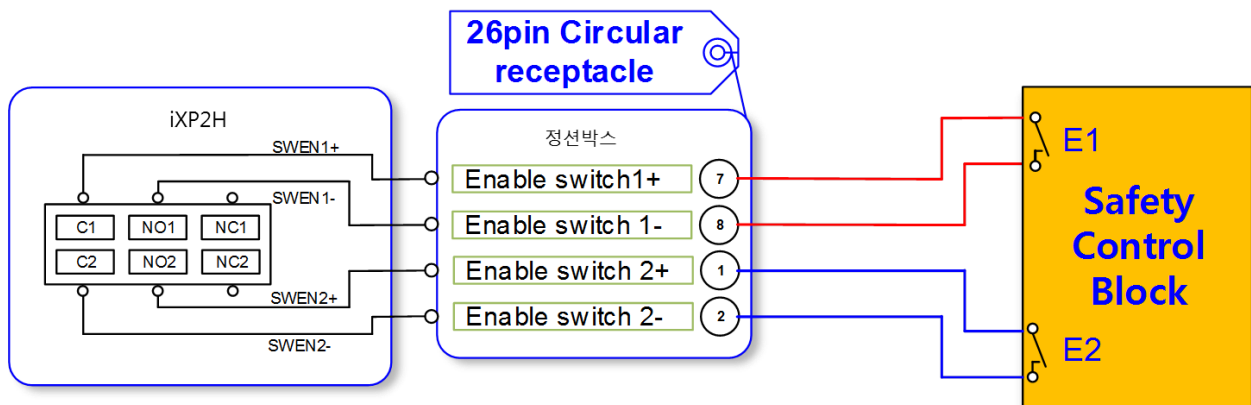 26pin Circular
receptacle
iXP2H
SWEN1+
SWEN1-
C1 NO1 NC1
C2 NO2 NC2
SWEN2+
SWEN2-
정션박스
Enable switch1+ 7
Enable switch 1- 8
Enable switch 2+ 1
Enable switch 2- 2
E1
Safety
Control
Block
E2